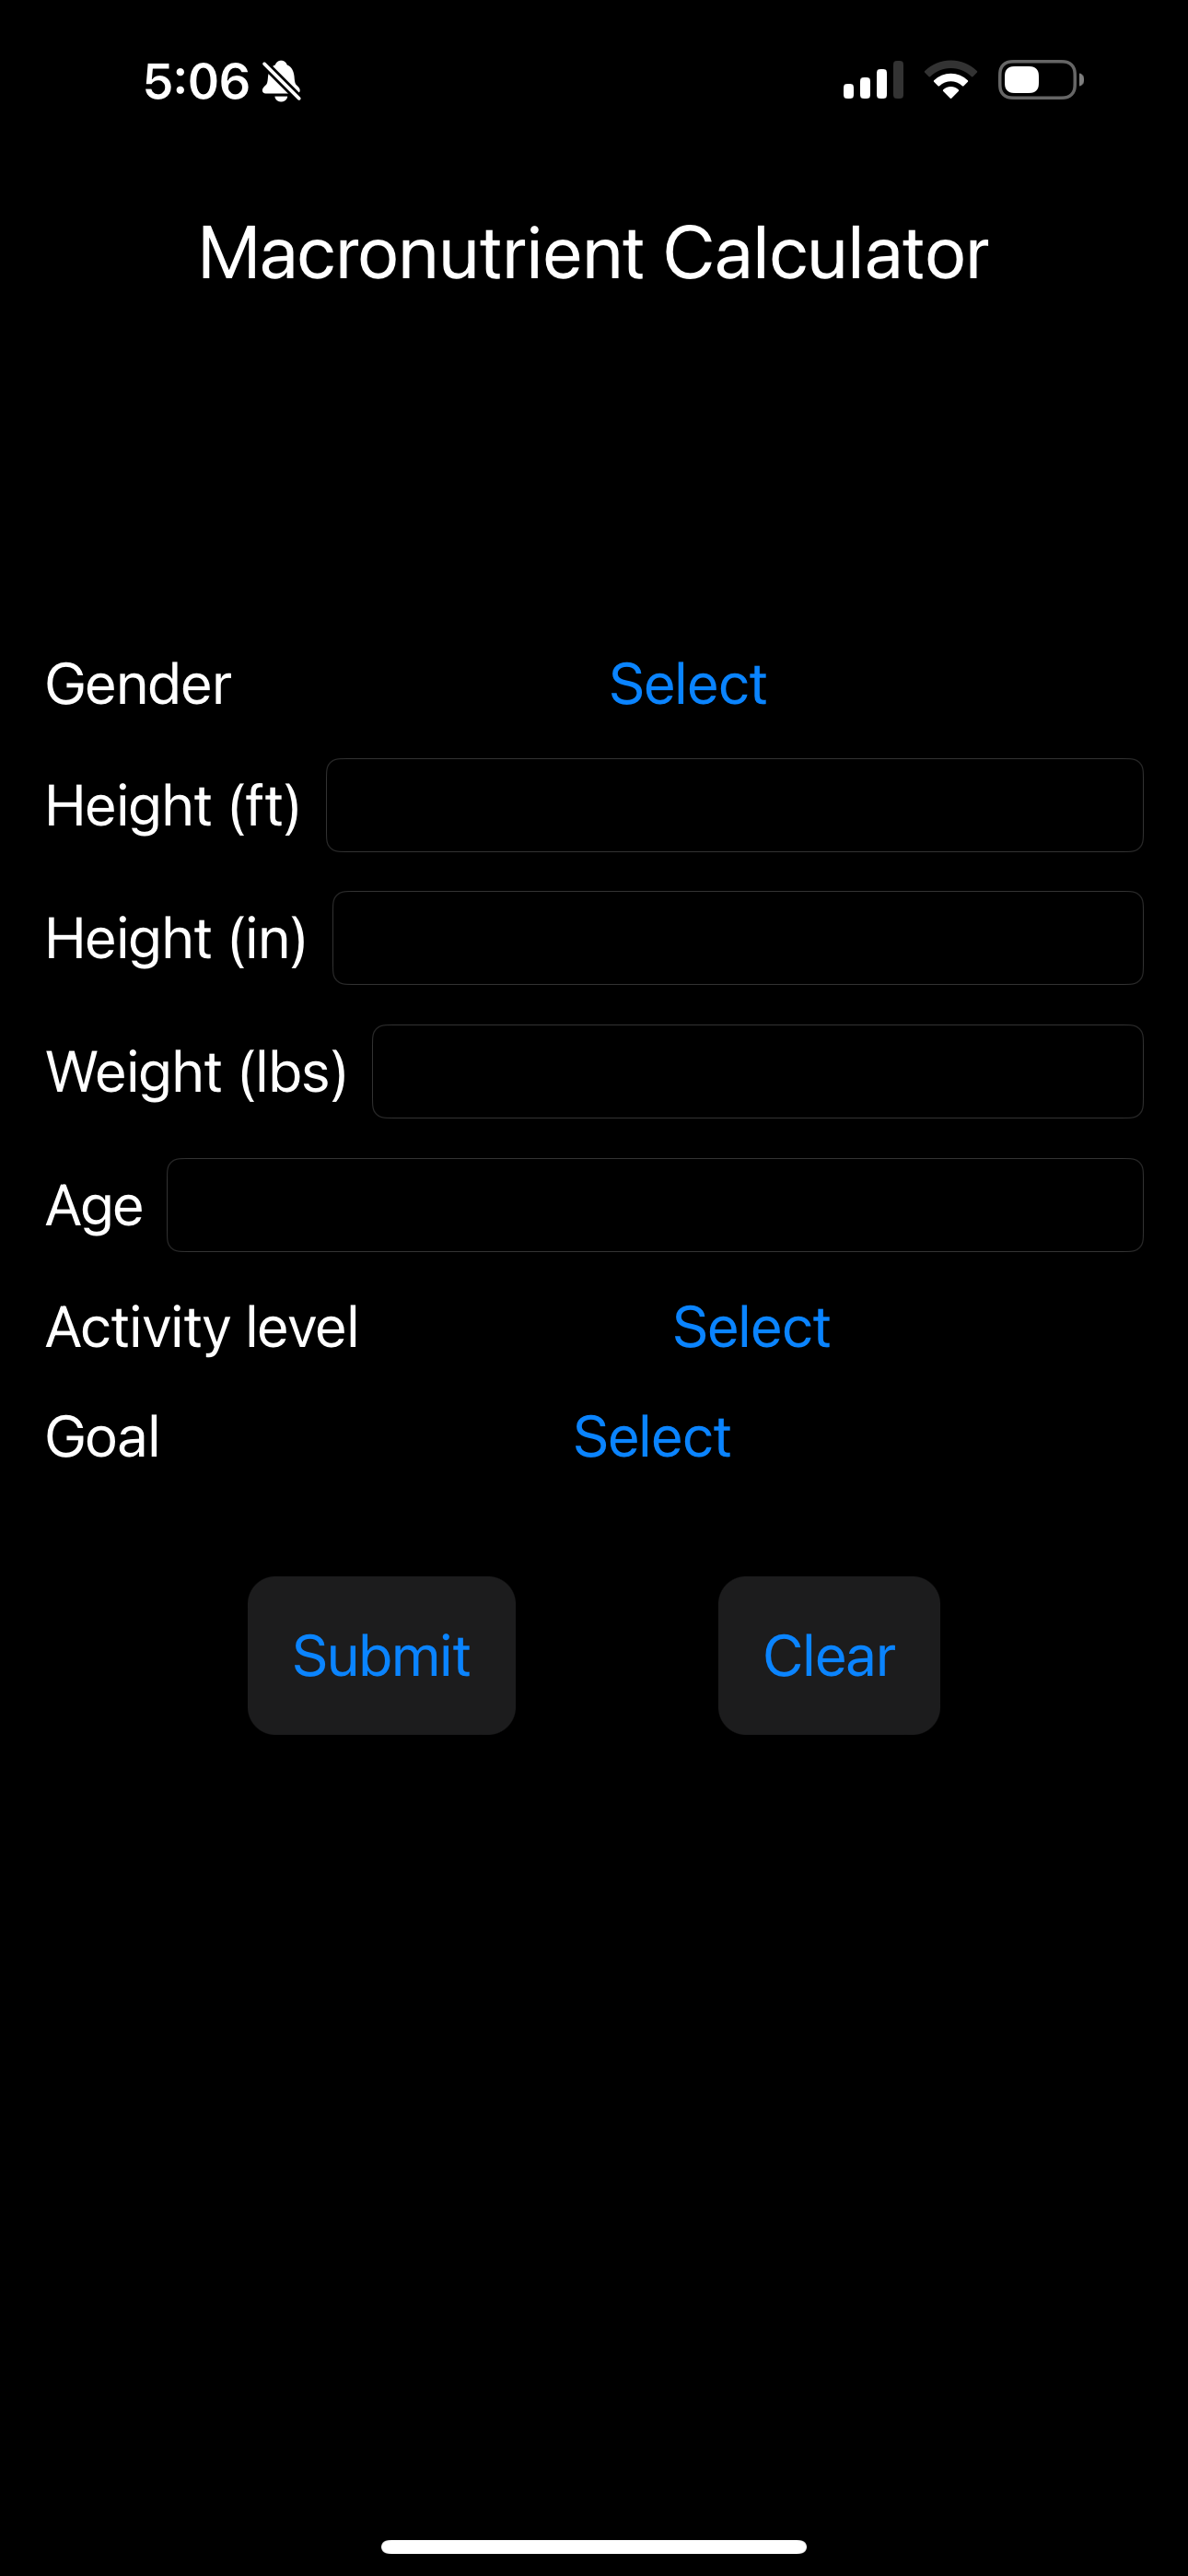 5:06
Macronutrient Calculator
Gender Select
Height (ft)
Height (in)
Weight (lbs)
Age
Activity level Select
Goal Select
Submit Clear